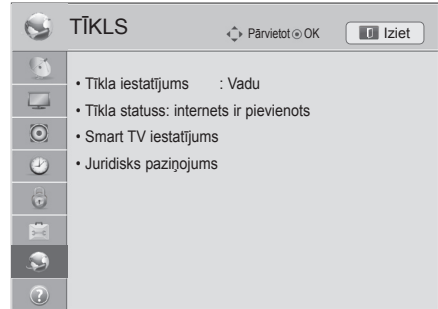 TĪKLS
Pārvietot OK
Iziet
• Tīkla iestatījums : Vadu
• Tīkla statuss: internets ir pievienots
• Smart TV iestatījums
• Juridisks paziņojums